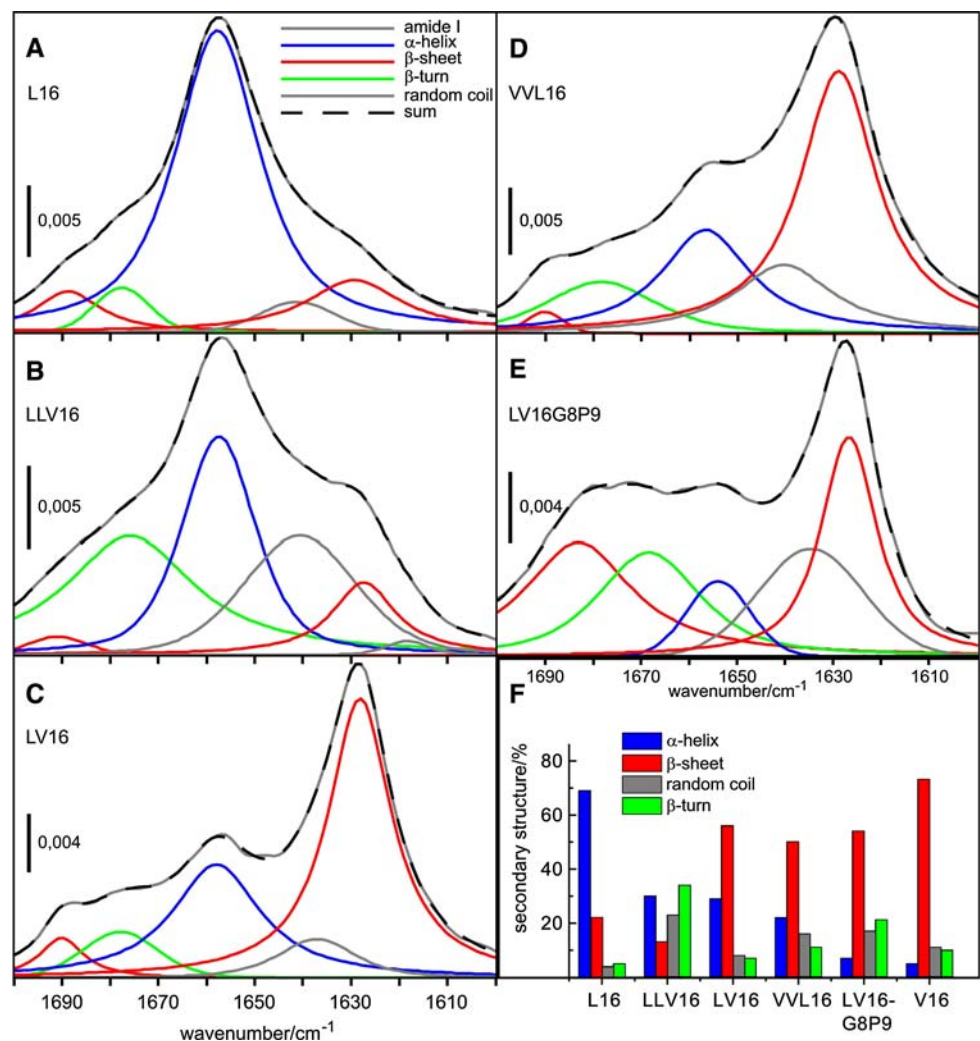 A
L16
amide I
α-helix
β-sheet
β-turn
random coil
sum
0,005
B
LLV16
0,005
C
LV16
0,004
1690 1670 1650 1630 1610
wavenumber/cm-1
D
VVL16
0,005
E
LV16G8P9
0,004
1690 1670 1650 1630 1610
wavenumber/cm-1
F
α-helix
β-sheet
random coil
β-turn
secondary structure/%
80
60
40
20
L16 LLV16 LV16 VVL16 LV16-G8P9 V16